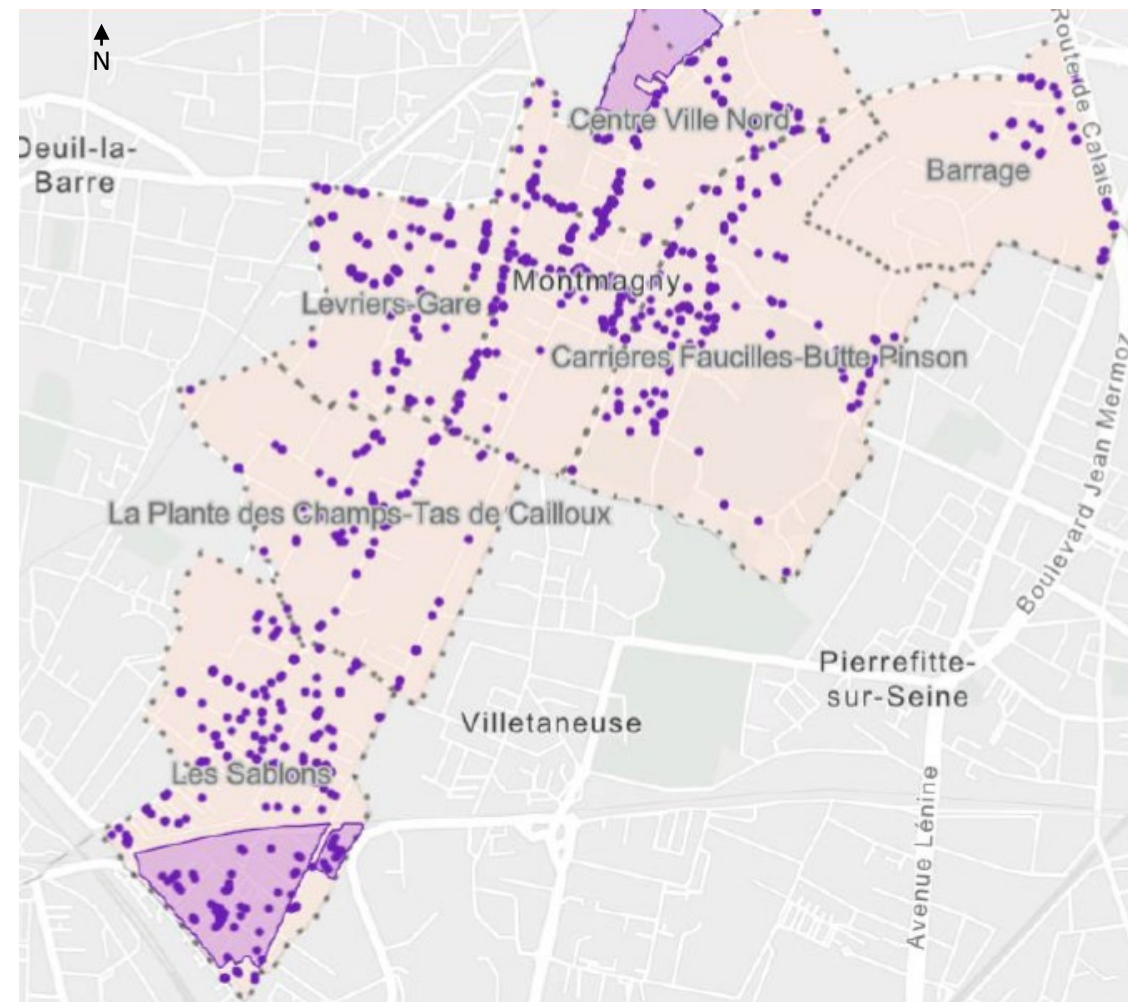 N
Route de Calais
Centre Ville Nord
Deuil-la-
Barre
Barrage
Montmagny
Levriers-Gare
Carrières Faucilles-Butte Pinson
La Plante des Champs-Tas de Cailloux
Boulevard Jean Mermoz
Pierrefitte-
sur-Seine
Villetaneuse
Les Sablons
Avenue Lénine